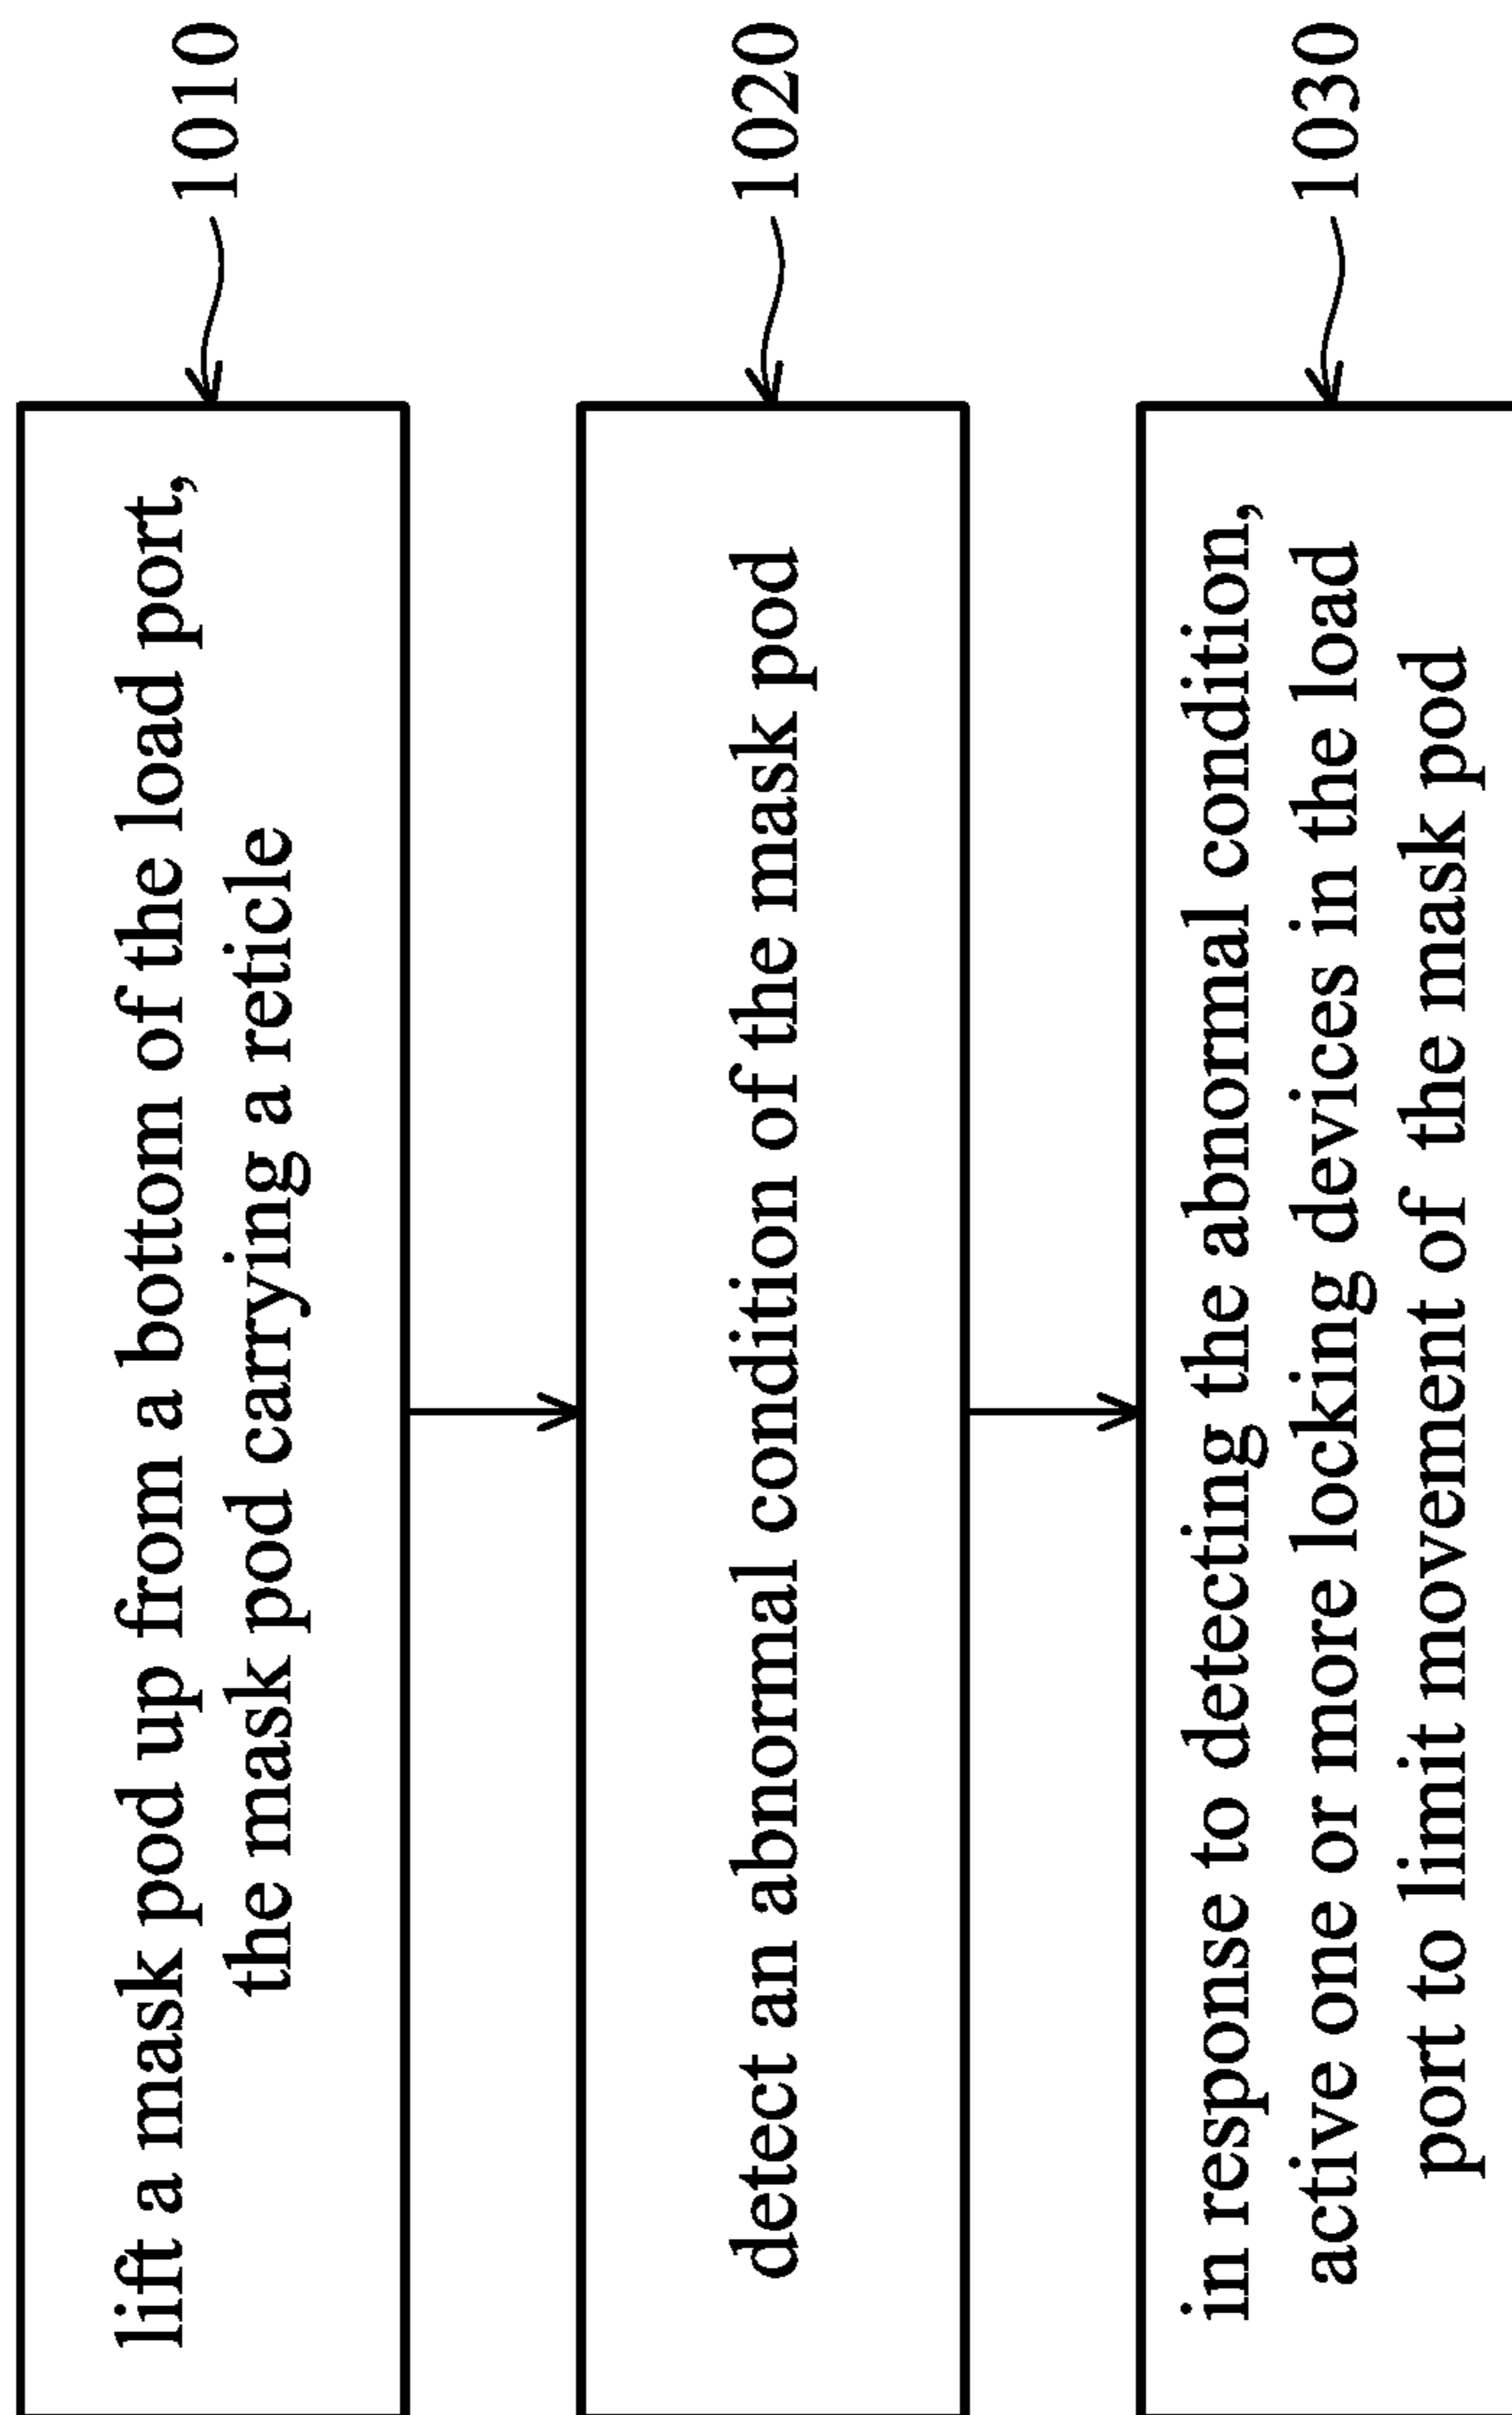 lift a mask pod up from a bottom of the load port,
the mask pod carrying a reticle
1010
detect an abnormal condition of the mask pod
1020
in response to detecting the abnormal condition,
active one or more locking devices in the load
port to limit movement of the mask pod
1030